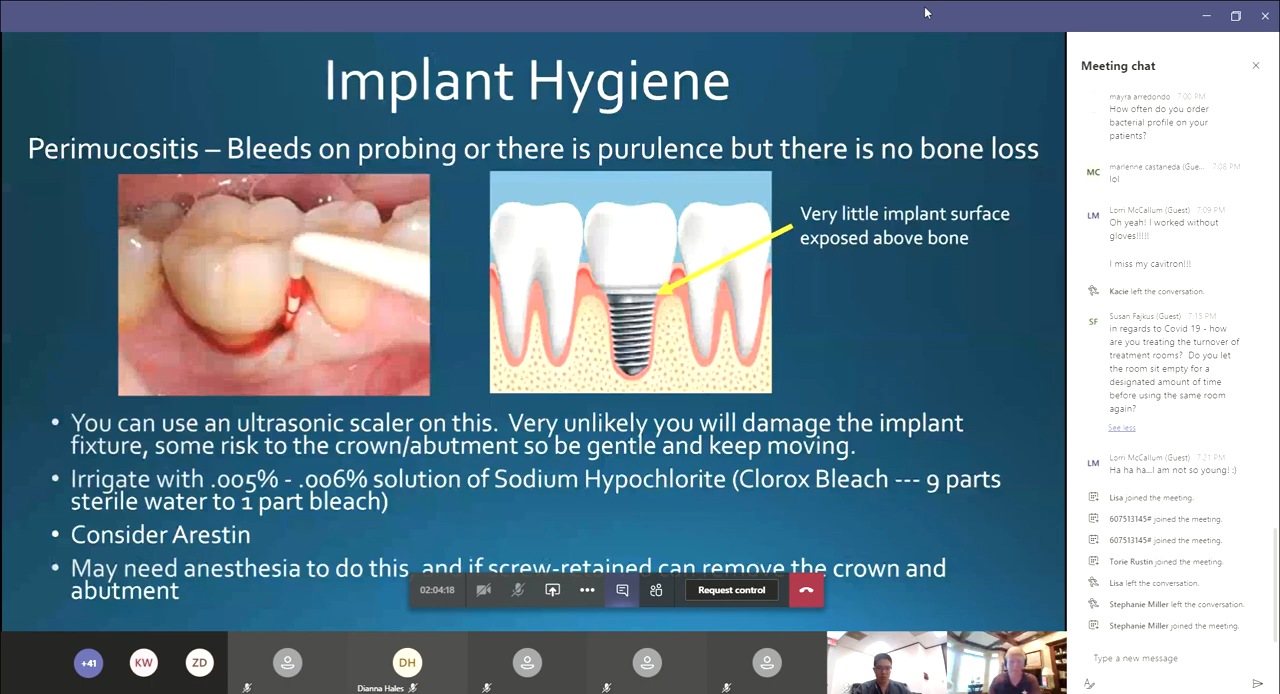 Implant Hygiene
Perimucositis – Bleeds on probing or there is purulence but there is no bone loss
Very little implant surface
exposed above bone
• You can use an ultrasonic scaler on this. Very unlikely you will damage the implant
fixture, some risk to the crown/abutment so be gentle and keep moving.
• Irrigate with .005% - .006% solution of Sodium Hypochlorite (Clorox Bleach --- 9 parts
sterile water to 1 part bleach)
• Consider Arestin
• May need anesthesia to do this and if screw-retained can remove the crown and
abutment
02:04:18
Request control
+41
KW
ZD
DH
Dianna Hales
Meeting chat
mayra arredondo 7:00 PM
How often do you order
bacterial profile on your
patients?
MC
marienne castaneda (Gue... 7:08 PM
lol
LM
Lorri McCallum (Guest) 7:09 PM
Oh yeah! I worked without
gloves!!!!!
I miss my cavitron!!!
Kacie left the conversation.
SF
Susan Fajkus (Guest) 7:15 PM
in regards to Covid 19 - how
are you treating the turnover of
treatment rooms? Do you let
the room sit empty for a
designated amount of time
before using the same room
again?
See less
LM
Lorri McCallum (Guest) 7:21 PM
Ha ha ha...I am not so young! :)
Lisa joined the meeting.
607513145# joined the meeting.
607513145# joined the meeting.
Torie Rustin joined the meeting.
Lisa left the conversation.
Stephanie Miller left the conversation.
Stephanie Miller joined the meeting.
Type a new message